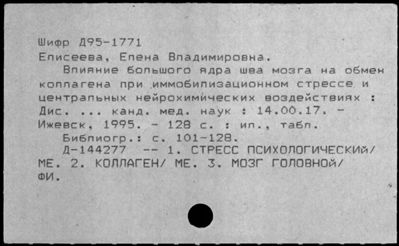 Шифр Д95-1771
Елисеева, Елена Владимировна.
Влияние большого ядра шва мозга на обмен
коллагена при иммобилизационном стрессе и
центральных нейрохимических воздействиях :
Дис. ... канд. мед. наук : 14.00.17. -
Ижевск, 1995. - 128 с. : ил., табл.
Библиогр.: с. 101-128.
Д-144277 -- 1. СТРЕСС ПСИХОЛОГИЧЕСКИЙ/
МЕ. 2. КОЛЛАГЕН/ МЕ. 3. МОЗГ ГОЛОВНОЙ/
ФИ.